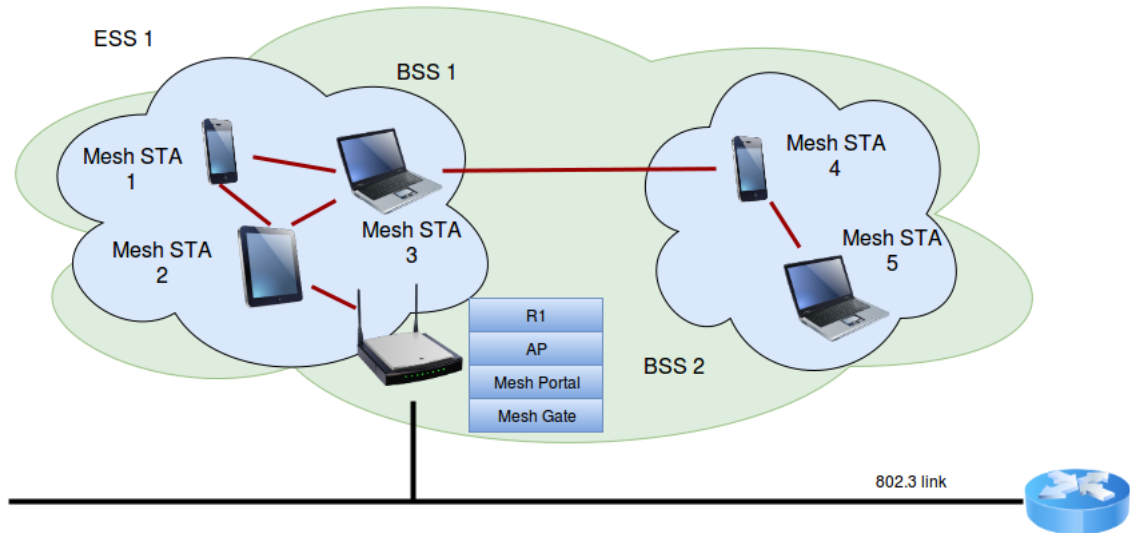 ESS 1
BSS 1
Mesh STA
1
Mesh STA
4
Mesh STA
2
Mesh STA
3
Mesh STA
5
R1
AP
Mesh Portal
Mesh Gate
BSS 2
802.3 link